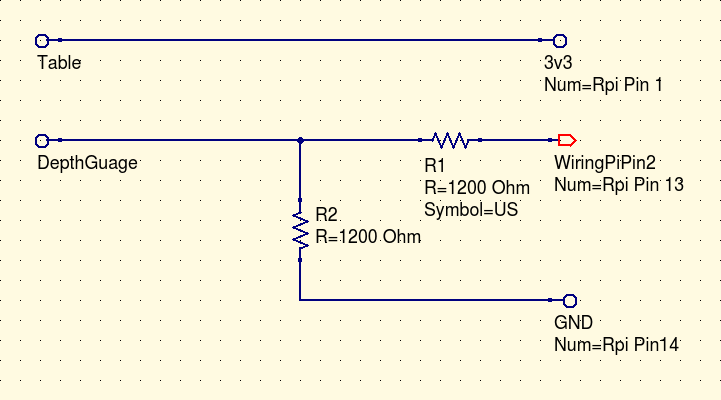 Table
3v3
Num=Rpi Pin 1
DepthGuage
R1
R=1200 Ohm
Symbol=US
WiringPiPin2
Num=Rpi Pin 13
R2
R=1200 Ohm
GND
Num=Rpi Pin14